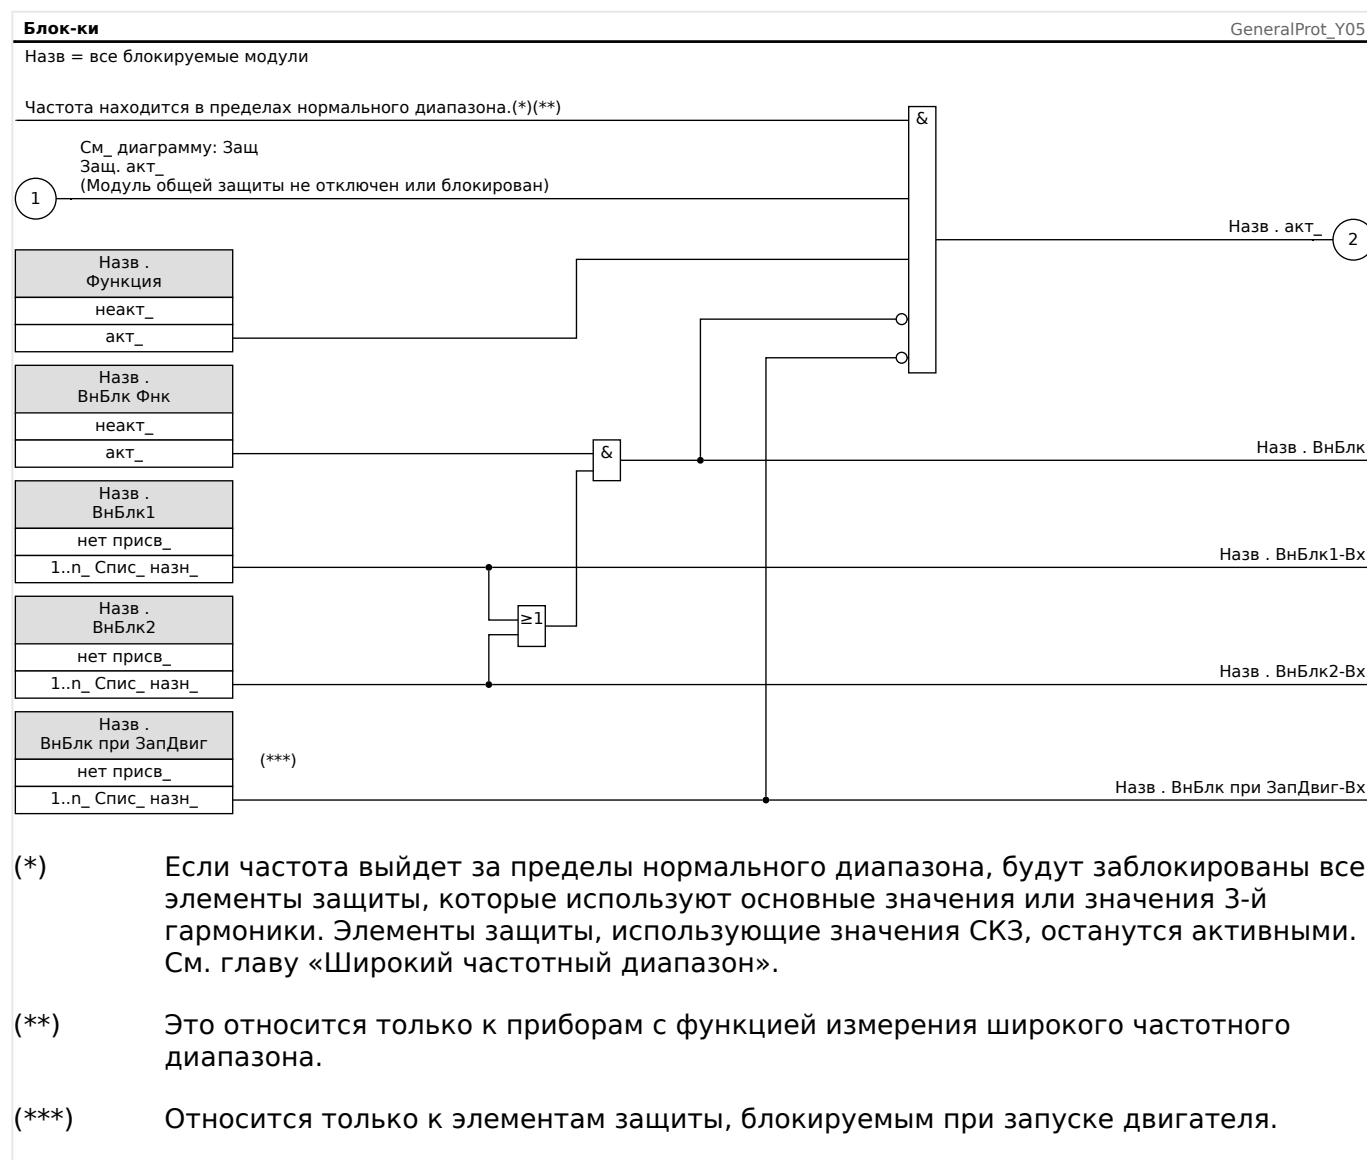 Блок-ки
GeneralProt_Y05
Назв = все блокируемые модули
Частота находится в пределах нормального диапазона.(*)(**)
&
См_ диаграмму: Защ
Защ. акт_
(Модуль общей защиты не отключен или блокирован)
1
Назв . акт_
2
Назв .
Функция
неакт_
акт_
Назв .
ВнБлк Фнк
неакт_
акт_
&
Назв . ВнБлк
Назв .
ВнБлк1
нет присв_
1..n_ Спис_ назн_
Назв . ВнБлк1-Вх
≥1
Назв .
ВнБлк2
нет присв_
1..n_ Спис_ назн_
Назв . ВнБлк2-Вх
Назв .
ВнБлк при ЗапДвиг
(***)
нет присв_
1..n_ Спис_ назн_
Назв . ВнБлк при ЗапДвиг-Вх
(*) Если частота выйдет за пределы нормального диапазона, будут заблокированы все
элементы защиты, которые используют основные значения или значения 3-й
гармоники. Элементы защиты, использующие значения СКЗ, останутся активными.
См. главу «Широкий частотный диапазон».
(**) Это относится только к приборам с функцией измерения широкого частотного
диапазона.
(***) Относится только к элементам защиты, блокируемым при запуске двигателя.